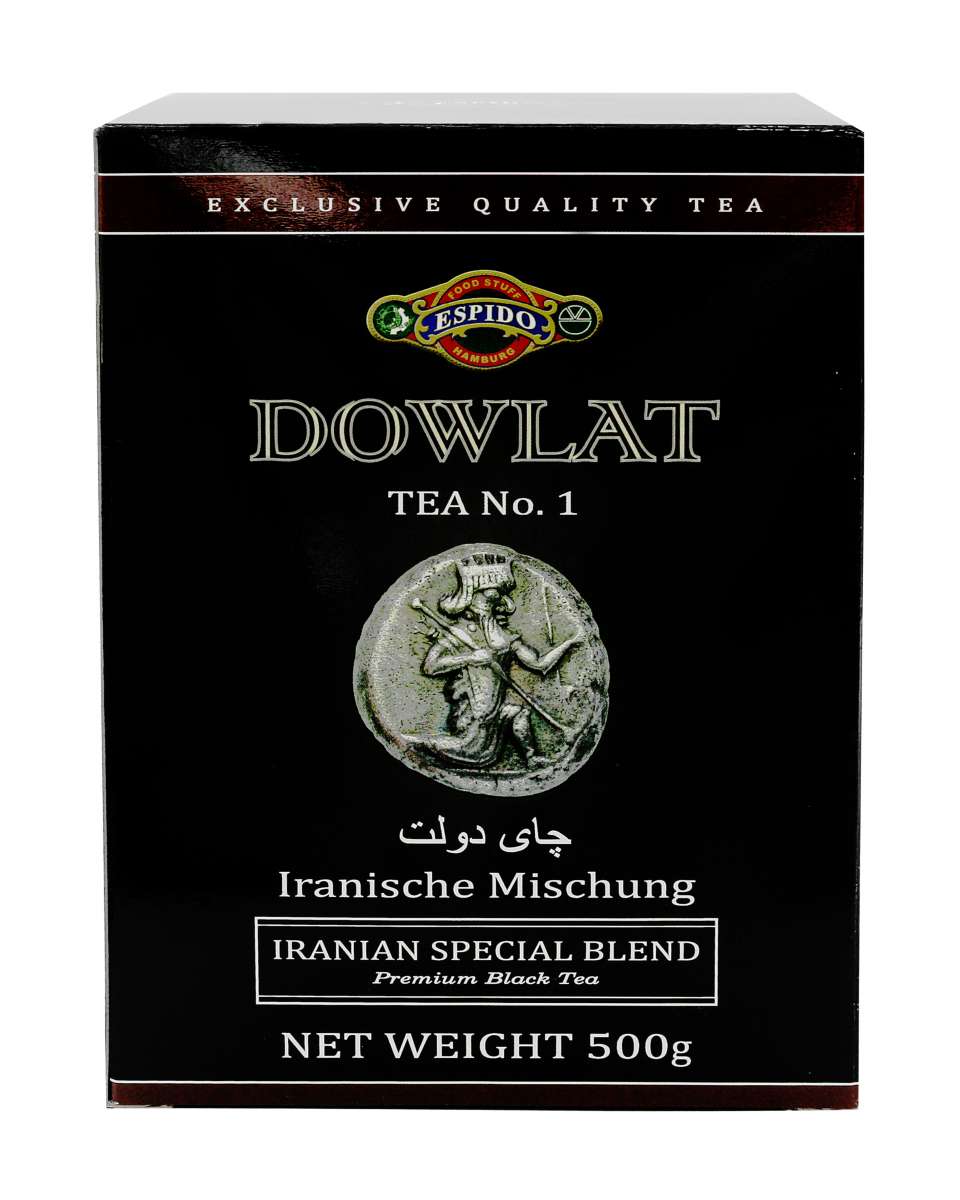 EXCLUSIVE QUALITY TEA
FOOD STUFF
ESPIDO
HAMBURG
DOWLAT
TEA No. 1
چای دولت
Iranische Mischung
IRANIAN SPECIAL BLEND
Premium Black Tea
NET WEIGHT 500g